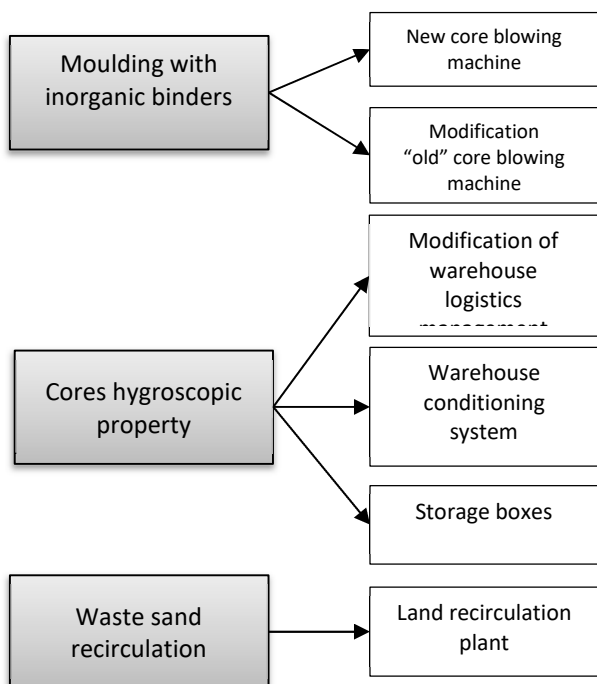 Moulding with
inorganic binders
New core blowing
machine
Modification
“old” core blowing
machine
Cores hygroscopic
property
Modification of
warehouse
logistics
management
Warehouse
conditioning
system
Storage boxes
Waste sand
recirculation
Land recirculation
plant